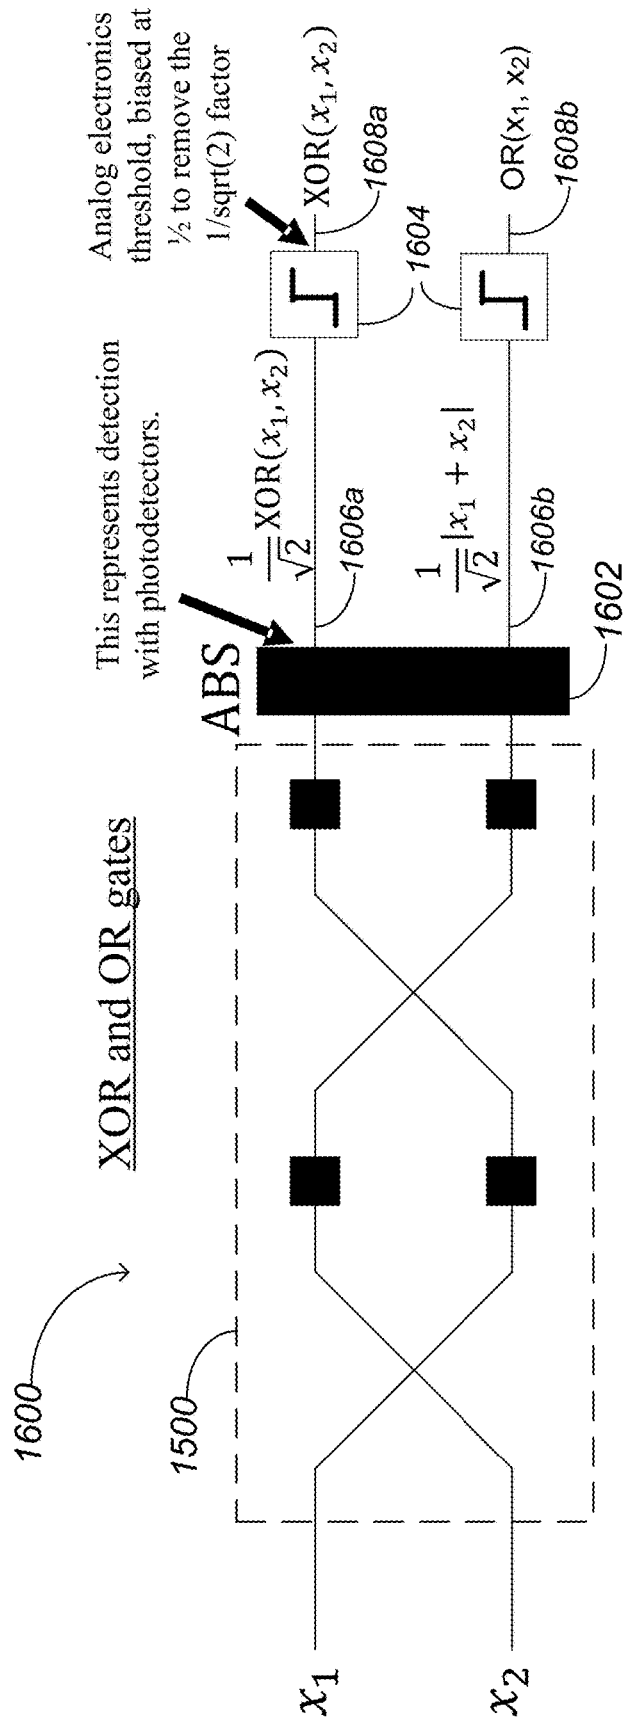 XOR and OR gates
1600
1500
This represents detection
with photodetectors.
Analog electronics
threshold, biased at
½ to remove the
1/sqrt(2) factor
ABS
x₁
x₂
1/√2 XOR(x₁, x₂)
1606a
XOR(x₁, x₂)
1608a
1604
1/√2 |x₁ + x₂|
1606b
OR(x₁, x₂)
1608b
1602